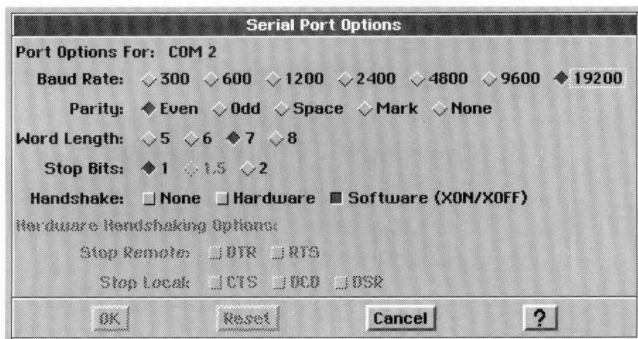 Serial Port Options
Port Options For: COM 2
Baud Rate: 300 600 1200 2400 4800 9600 19200
Parity: Even Odd Space Mark None
Word Length: 5 6 7 8
Stop Bits: 1 1.5 2
Handshake: None Hardware Software (XON/XOFF)
Hardware Handshaking Options:
Stop Remote: DTR RTS
Stop Local: CTS DCD DSR
OK Reset Cancel ?